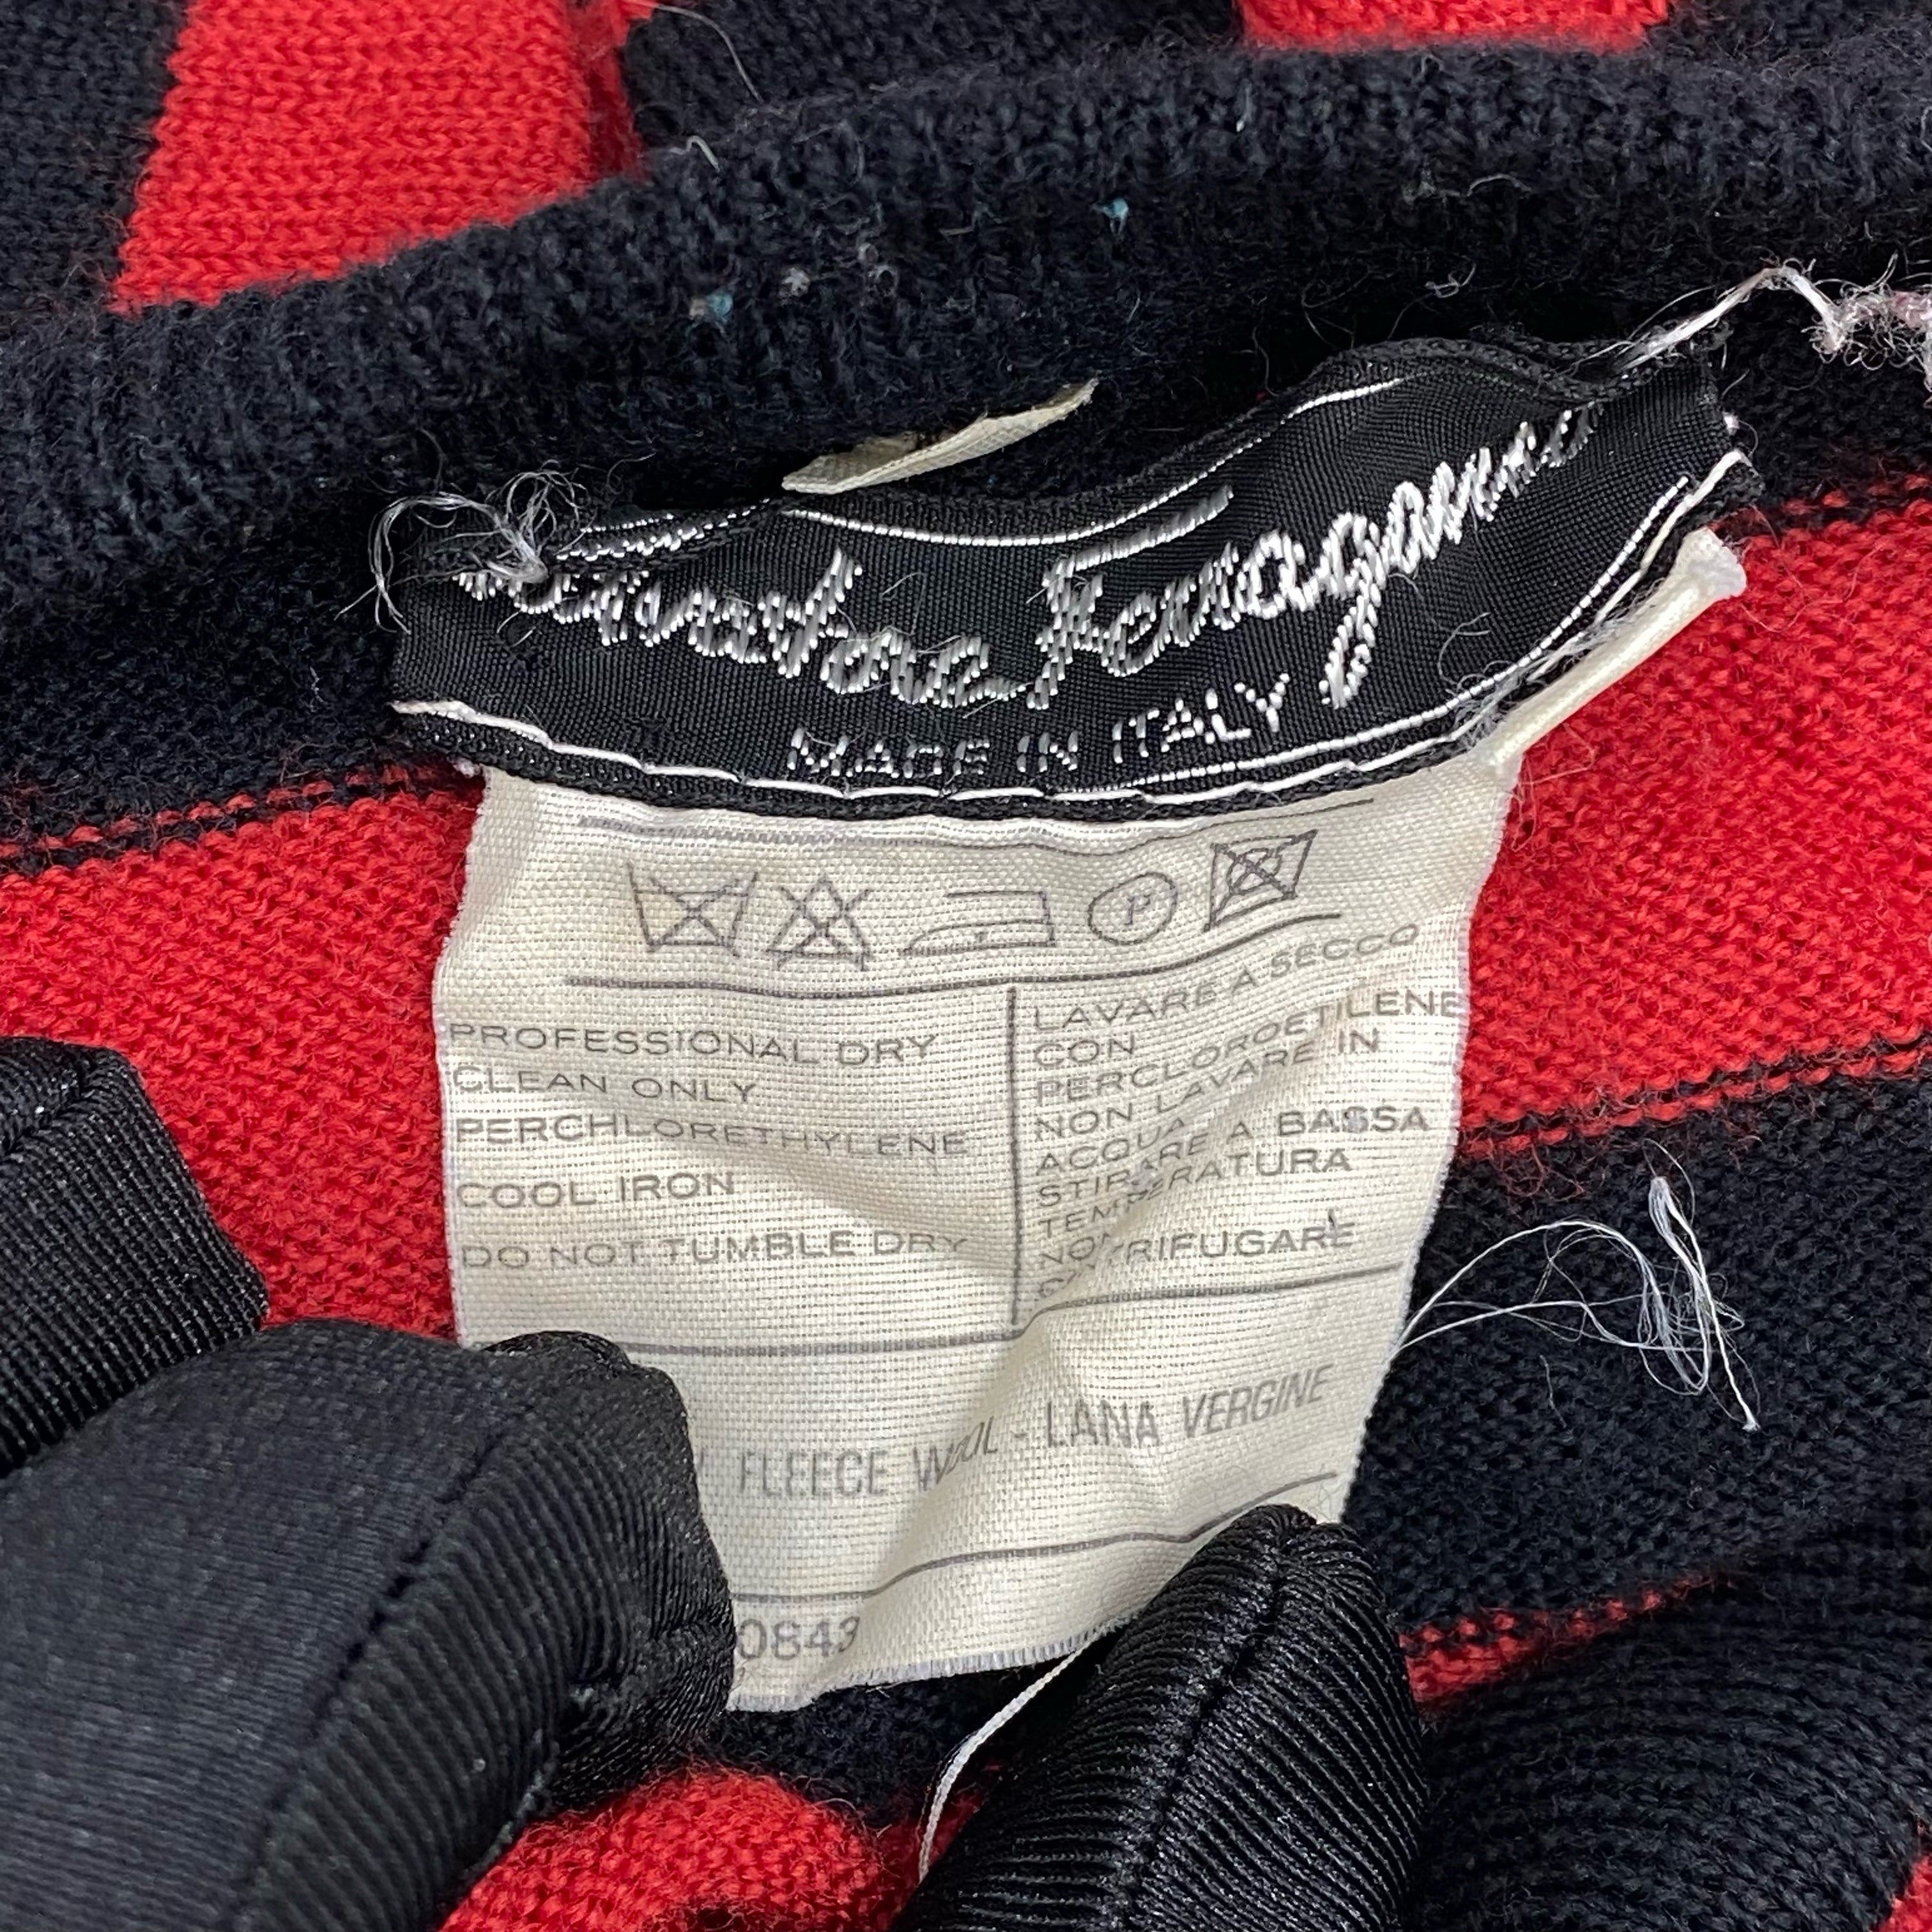 Salvatore Ferragamo
MADE IN ITALY
P
PROFESSIONAL DRY
CLEAN ONLY
PERCHLORETHYLENE
COOL IRON
DO NOT TUMBLE DRY
LAVARE A SECCO
CON
PERCLOROETILENE
NON LAVARE IN
ACQUA
STIRARE A BASSA
TEMPERATURA
NON
CENTRIFUGARE
FLEECE WOOL - LANA VERGINE
0843